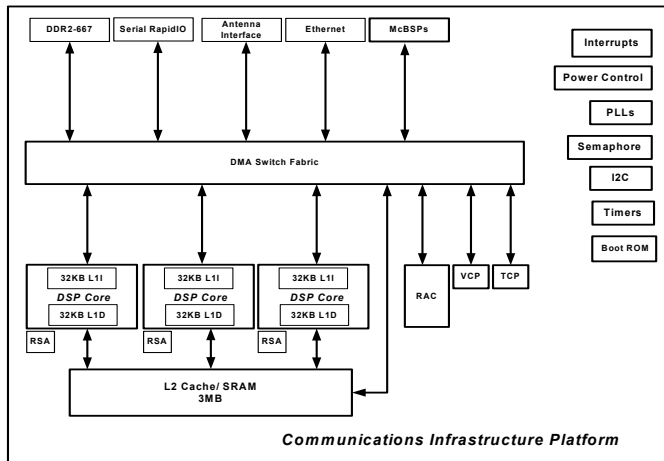 DDR2-667
Serial RapidIO
Antenna
Interface
Ethernet
McBSPs
Interrupts
Power Control
PLLs
Semaphore
I2C
Timers
Boot ROM
DMA Switch Fabric
32KB L1I
DSP Core
32KB L1D
RSA
32KB L1I
DSP Core
32KB L1D
RSA
32KB L1I
DSP Core
32KB L1D
RSA
RAC
VCP
TCP
L2 Cache/ SRAM
3MB
Communications Infrastructure Platform